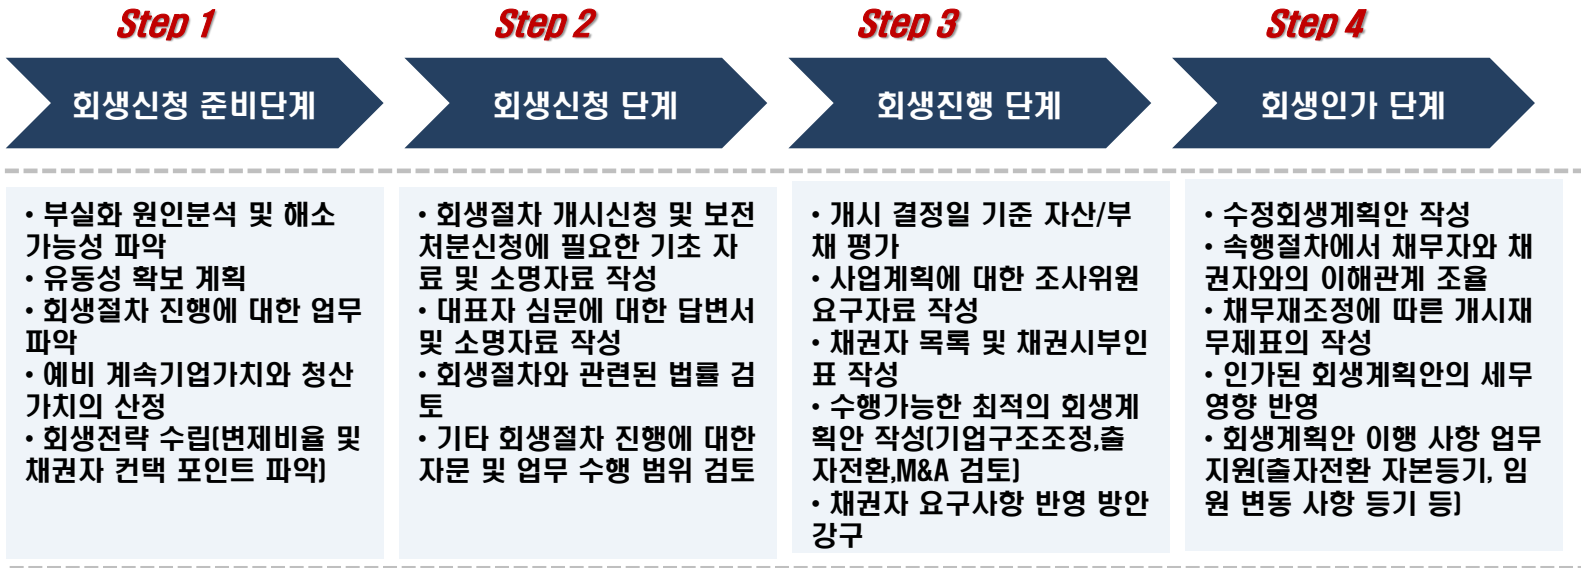 Step 1
Step 2
Step 3
Step 4
회생신청 준비단계
회생신청 단계
회생진행 단계
회생인가 단계
• 부실화 원인분석 및 해소
가능성 파악
• 유동성 확보 계획
• 회생절차 진행에 대한 업무
파악
• 예비 계속기업가치와 청산
가치의 산정
• 회생전략 수립(변제비율 및
채권자 컨택 포인트 파악)
• 회생절차 개시신청 및 보전
처분신청에 필요한 기초 자
료 및 소명자료 작성
• 대표자 심문에 대한 답변서
및 소명자료 작성
• 회생절차와 관련된 법률 검
토
• 기타 회생절차 진행에 대한
자문 및 업무 수행 범위 검토
• 개시 결정일 기준 자산/부
채 평가
• 사업계획에 대한 조사위원
요구자료 작성
• 채권자 목록 및 채권시부인
표 작성
• 수행가능한 최적의 회생계
획안 작성(기업구조조정,출
자전환,M&A 검토)
• 채권자 요구사항 반영 방안
강구
• 수정회생계획안 작성
• 속행절차에서 채무자와 채
권자와의 이해관계 조율
• 채무재조정에 따른 개시재
무제표의 작성
• 인가된 회생계획안의 세무
영향 반영
• 회생계획안 이행 사항 업무
지원(출자전환 자본등기, 임
원 변동 사항 등기 등)